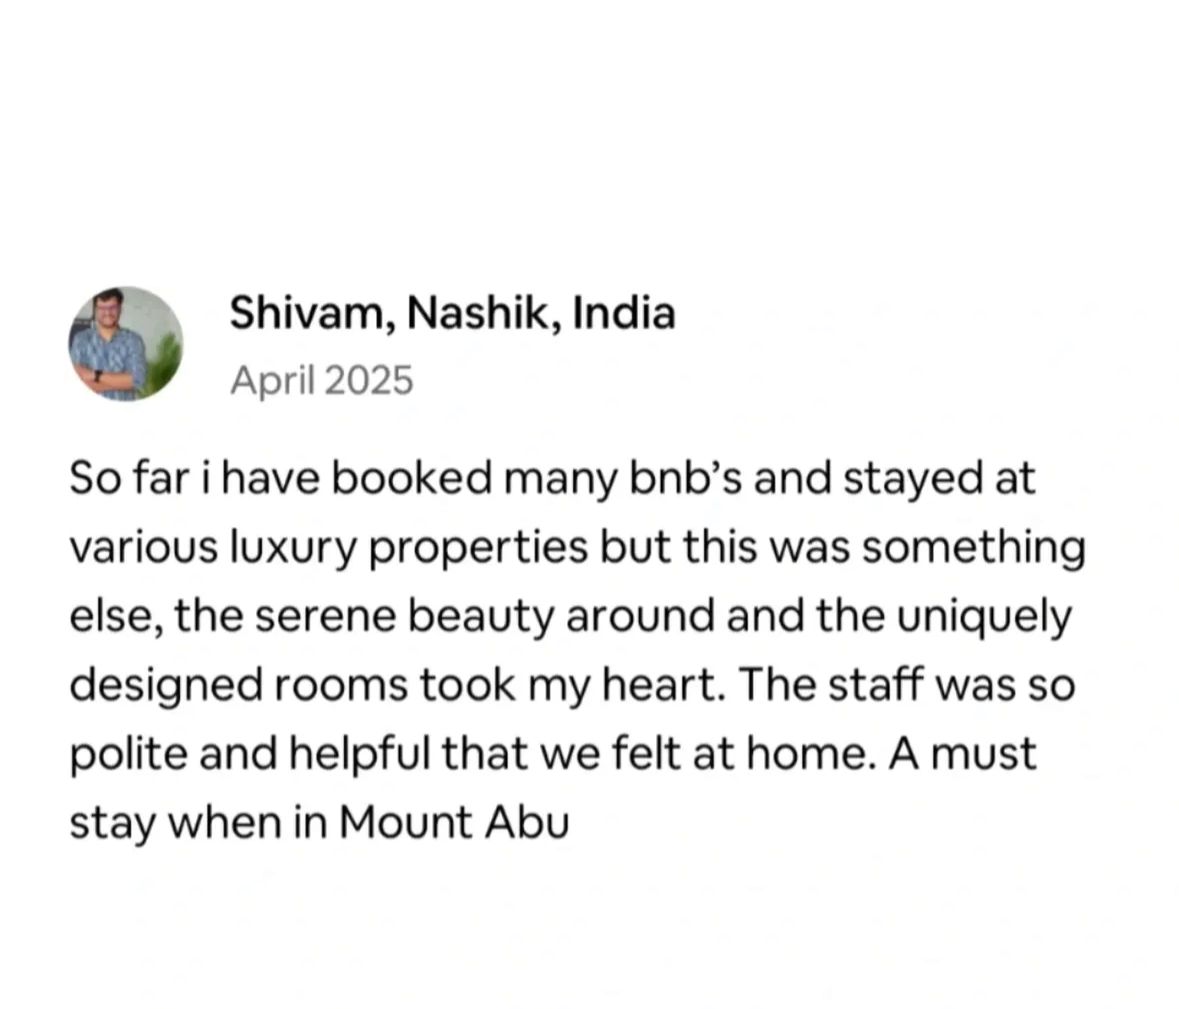 Shivam, Nashik, India
April 2025
So far i have booked many bnb’s and stayed at
various luxury properties but this was something
else, the serene beauty around and the uniquely
designed rooms took my heart. The staff was so
polite and helpful that we felt at home. A must
stay when in Mount Abu